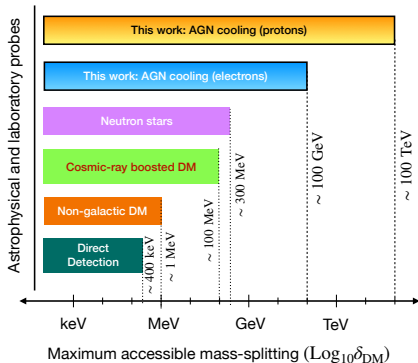 Astrophysical and laboratory probes
This work: AGN cooling (protons)
This work: AGN cooling (electrons)
Neutron stars
Cosmic-ray boosted DM
Non-galactic DM
Direct
Detection
~ 400 keV
~ 1 MeV
~ 100 MeV
~ 300 MeV
~ 100 GeV
~ 100 TeV
keV
MeV
GeV
TeV
Maximum accessible mass-splitting (Log₁₀δ_DM)